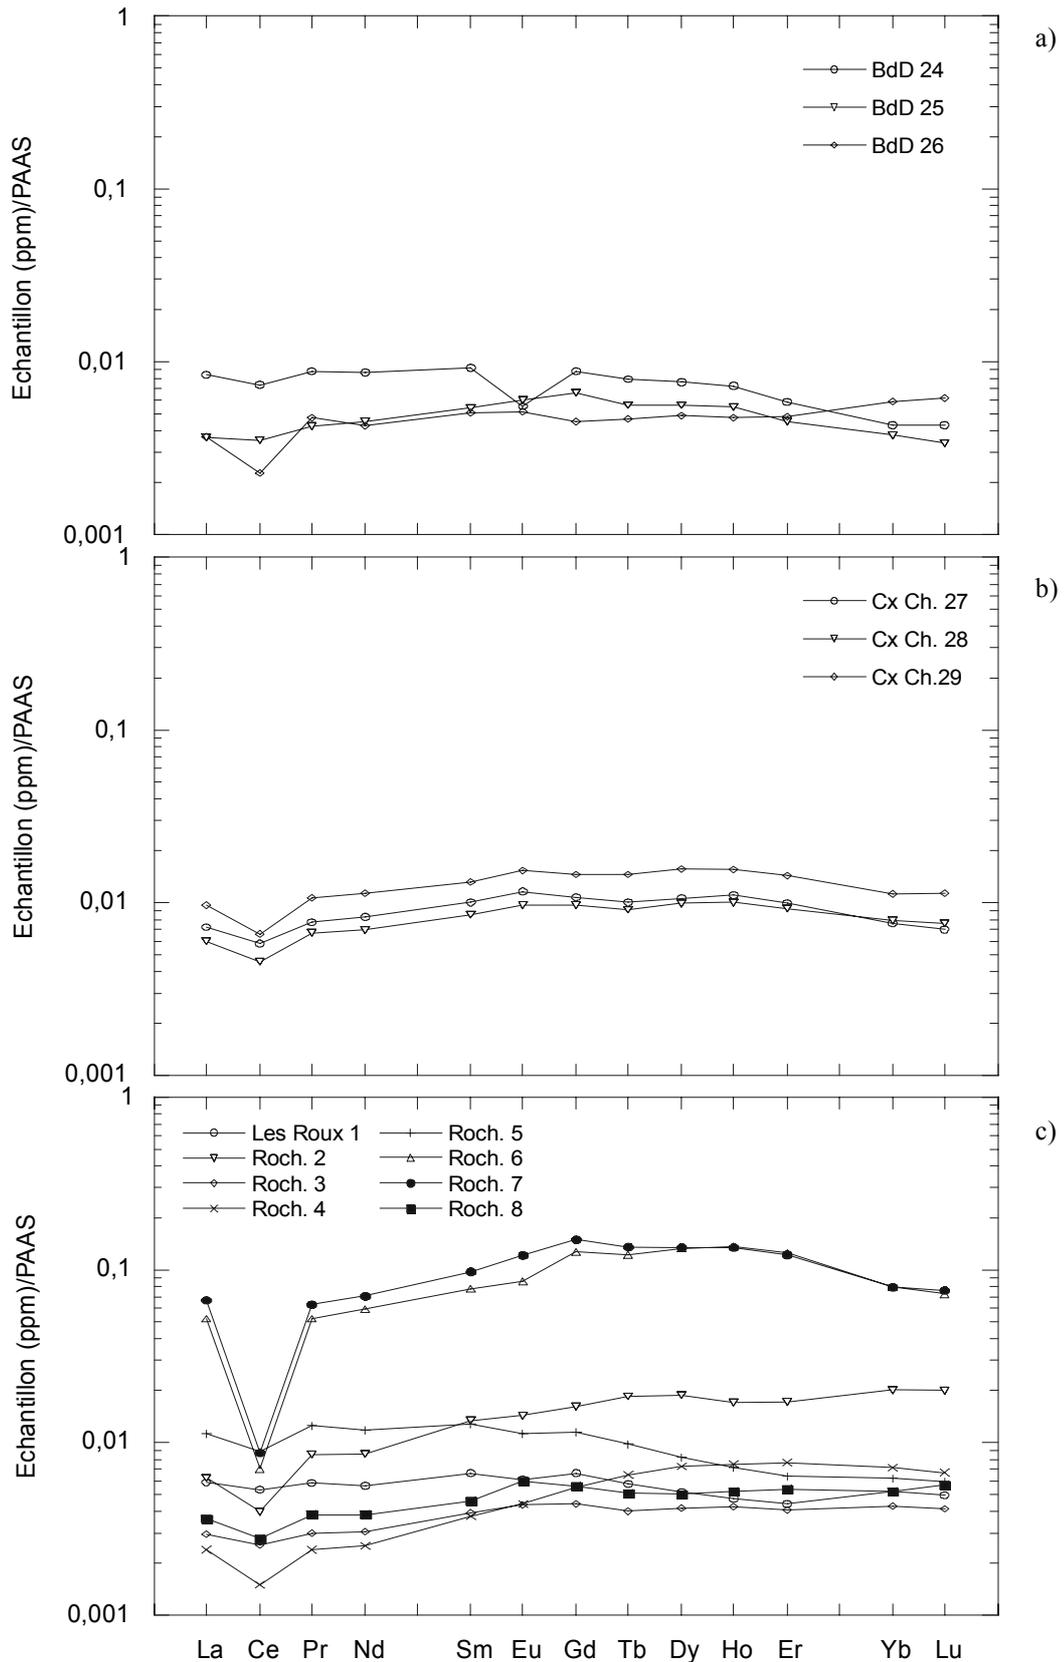 a)
1
0,1
0,01
0,001
Echantillon (ppm)/PAAS
BdD 24
BdD 25
BdD 26
b)
1
0,1
0,01
0,001
Echantillon (ppm)/PAAS
Cx Ch. 27
Cx Ch. 28
Cx Ch.29
c)
1
0,1
0,01
0,001
Echantillon (ppm)/PAAS
Les Roux 1
Roch. 2
Roch. 3
Roch. 4
Roch. 5
Roch. 6
Roch. 7
Roch. 8
La Ce Pr Nd Sm Eu Gd Tb Dy Ho Er Yb Lu